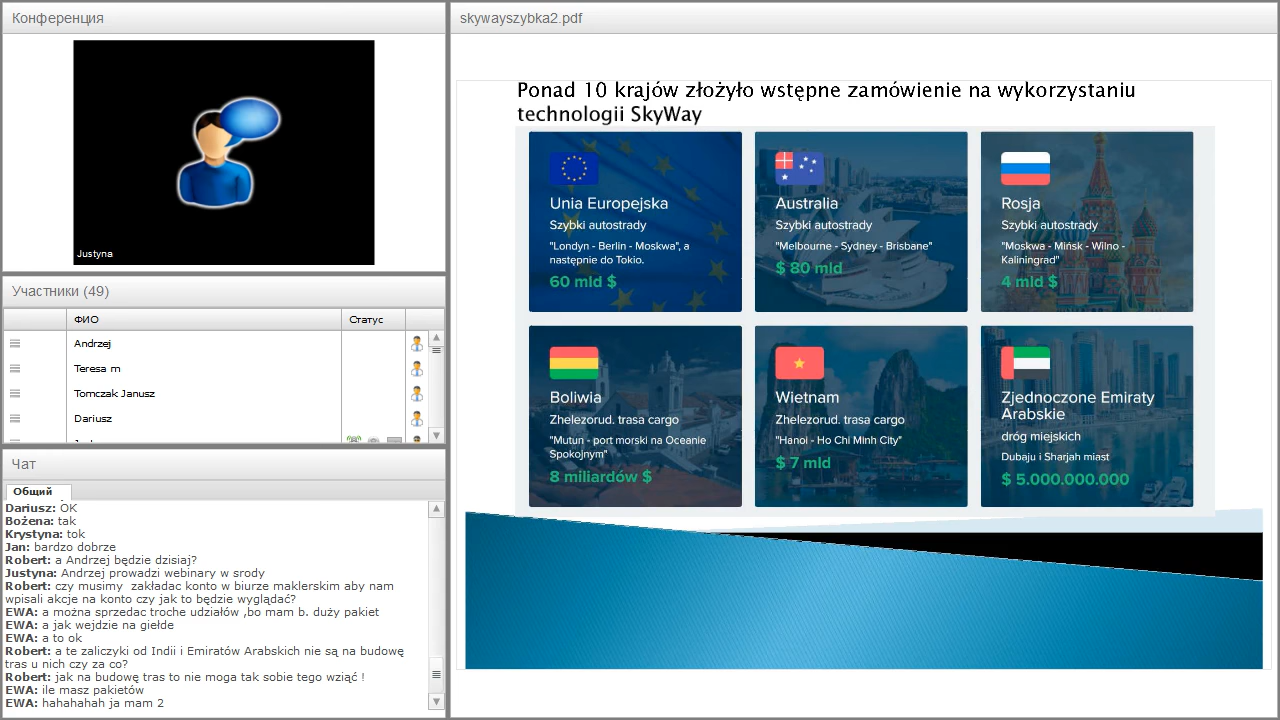 Конференция
Justyna
Участники (49)
ФИО
Статус
Andrzej
Teresa m
Tomczak Janusz
Dariusz
Чат
Общий
Dariusz: OK
Bożena: tak
Krystyna: tok
Jan: bardzo dobrze
Robert: a Andrzej będzie dzisiaj?
Justyna: Andrzej prowadzi webinary w srody
Robert: czy musimy zakładac konto w biurze maklerskim aby nam
wpisali akcje na konto czy jak to będzie wyglądać?
EWA: a można sprzedac troche udziałów ,bo mam b. duży pakiet
EWA: a jak wejdzie na giełde
EWA: a to ok
Robert: a te zaliczyki od Indii i Emiratów Arabskich nie są na budowę
tras u nich czy za co?
Robert: jak na budowę tras to nie moga tak sobie tego wziąć !
EWA: ile masz pakietów
EWA: hahahahah ja mam 2
skywayszybka2.pdf
Ponad 10 krajów złożyło wstępne zamówienie na wykorzystaniu
technologii SkyWay
Unia Europejska
Szybki autostrady
"Londyn - Berlin - Moskwa", a
następnie do Tokio.
60 mld $
Australia
Szybki autostrady
"Melbourne - Sydney - Brisbane"
$ 80 mld
Rosja
Szybki autostrady
"Moskwa - Mińsk - Wilno -
Kaliningrad"
4 mld $
Boliwia
Zhelezorud. trasa cargo
"Mutun - port morski na Oceanie
Spokojnym"
8 miliardów $
Wietnam
Zhelezorud. trasa cargo
"Hanoi - Ho Chi Minh City"
$ 7 mld
Zjednoczone Emiraty
Arabskie
dróg miejskich
Dubaju i Sharjah miast
$ 5.000.000.000